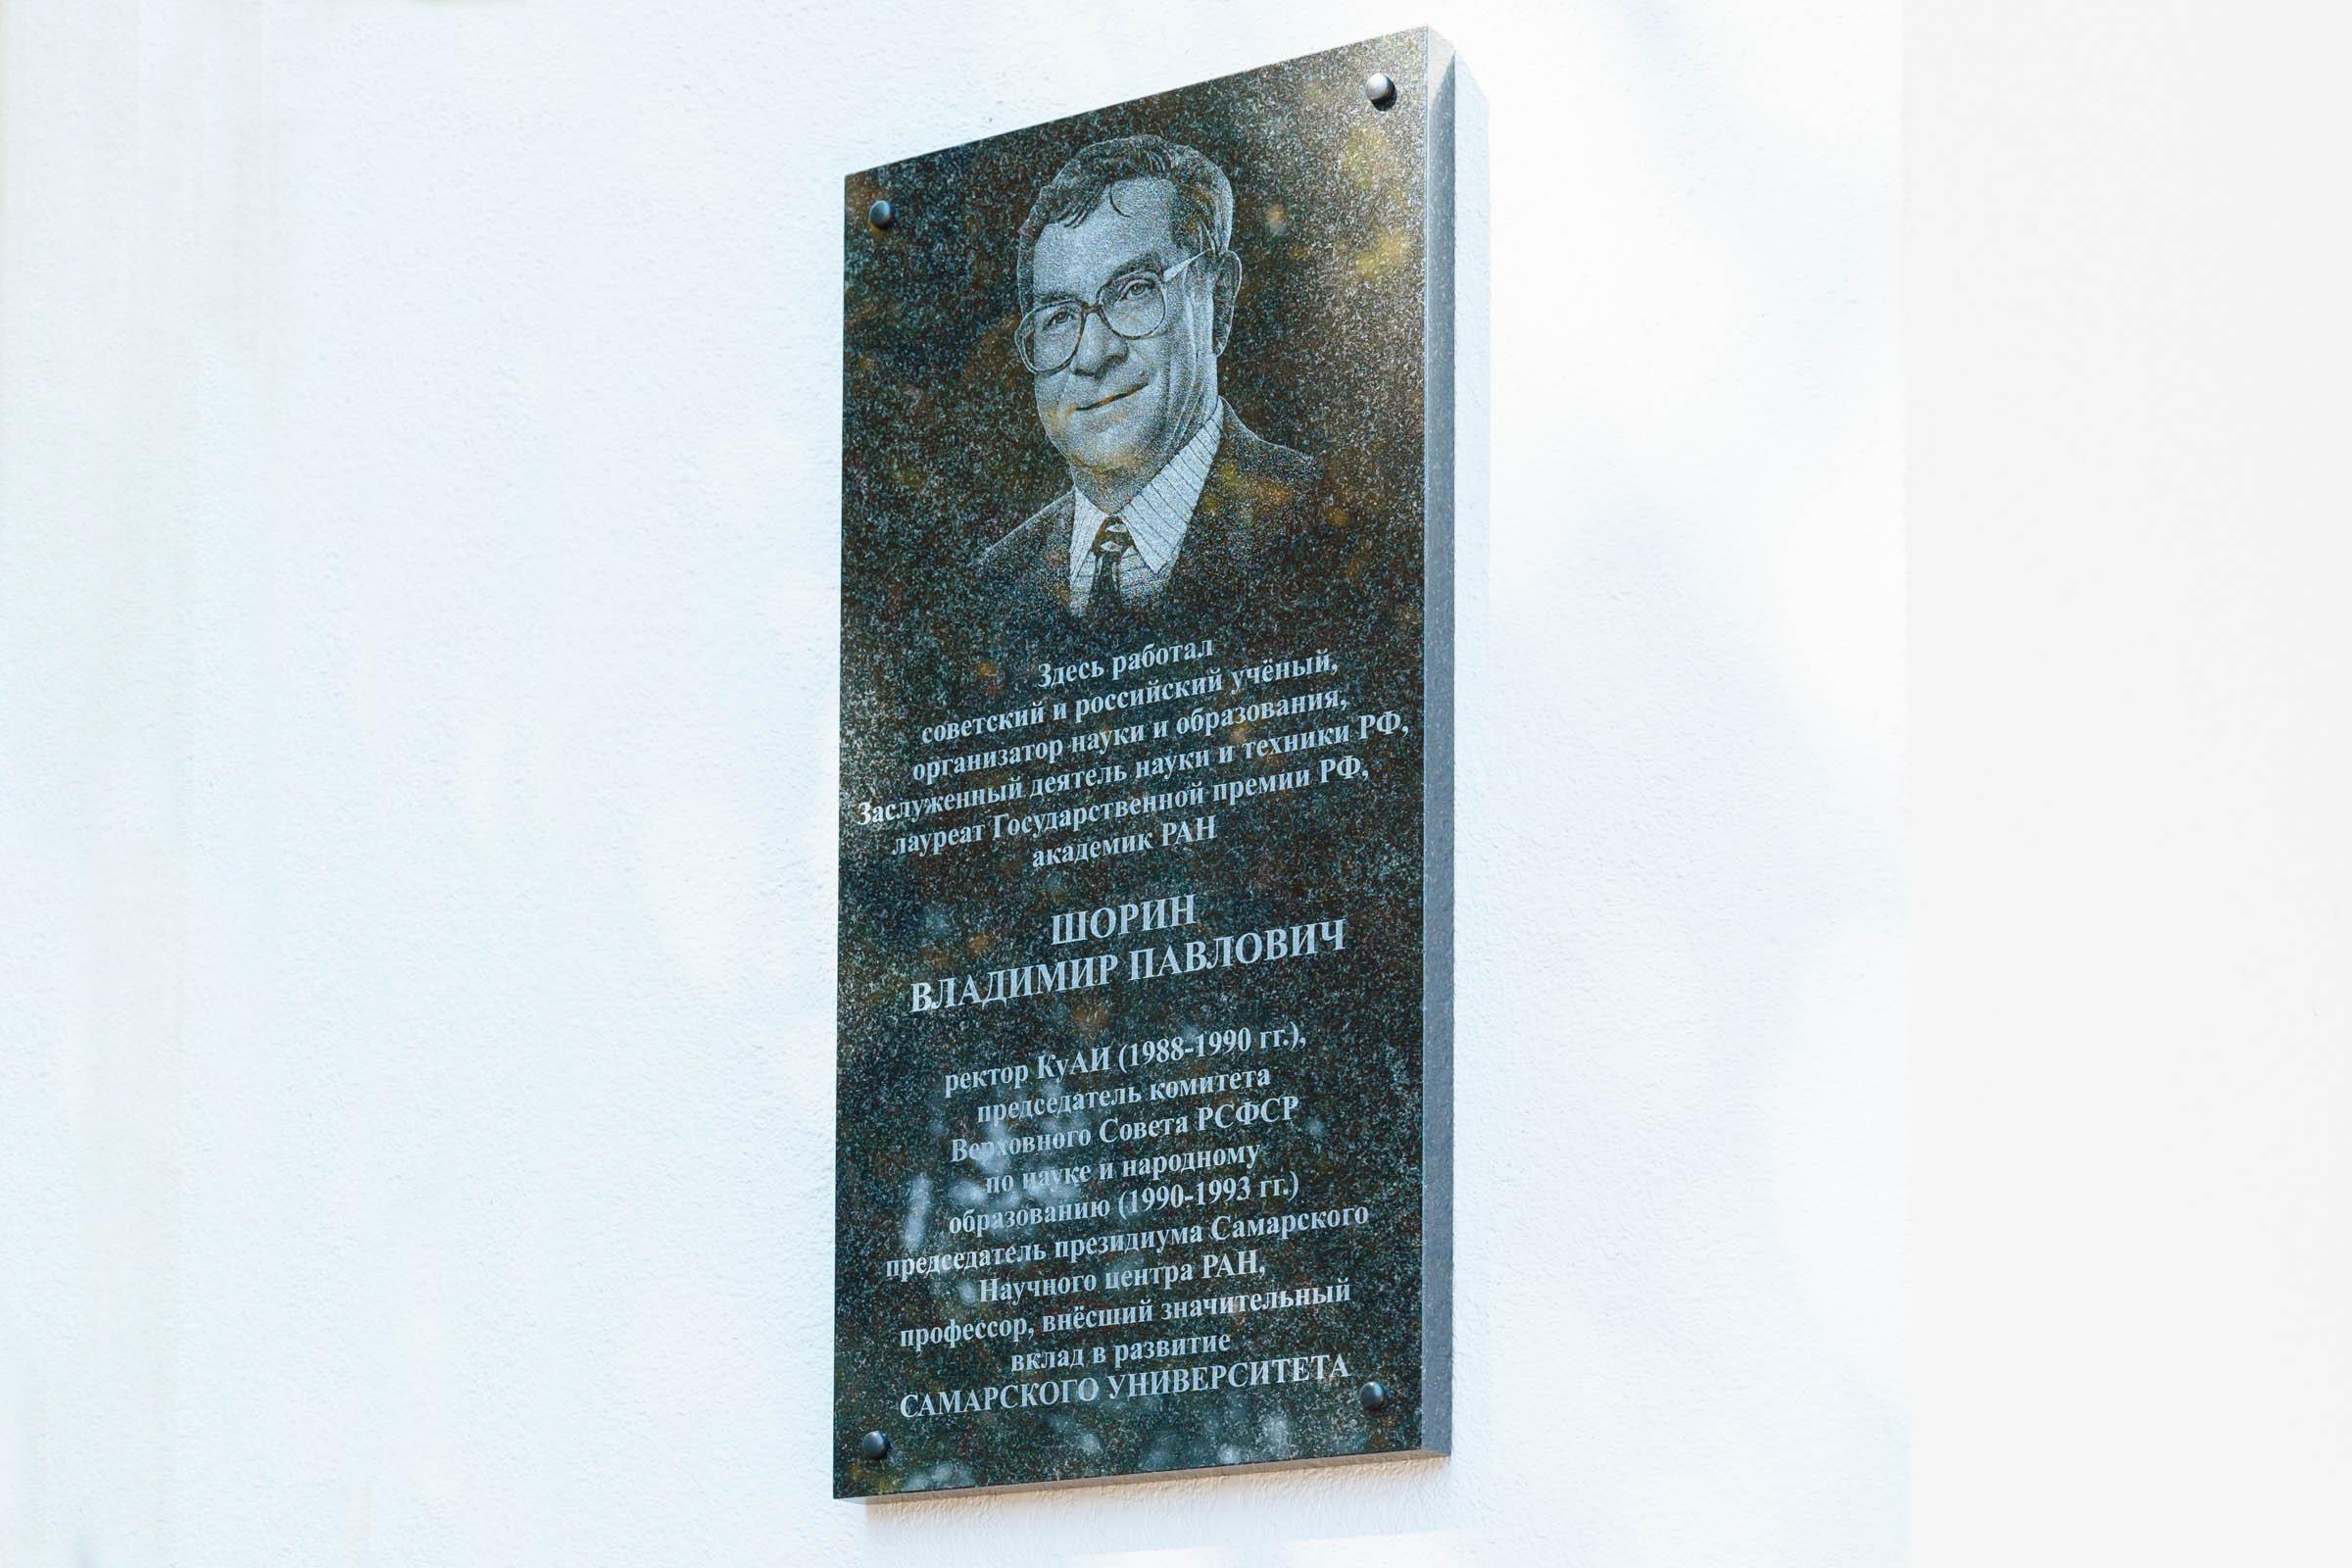 Здесь работал
советский и российский учёный,
организатор науки и образования,
Заслуженный деятель науки и техники РФ,
лауреат Государственной премии РФ,
академик РАН
ШОРИН
ВЛАДИМИР ПАВЛОВИЧ
ректор КуАИ (1988-1990 гг.),
председатель комитета
Верховного Совета РСФСР
по науке и народному
образованию (1990-1993 гг.)
председатель президиума Самарского
Научного центра РАН,
профессор, внёсший значительный
вклад в развитие
САМАРСКОГО УНИВЕРСИТЕТА